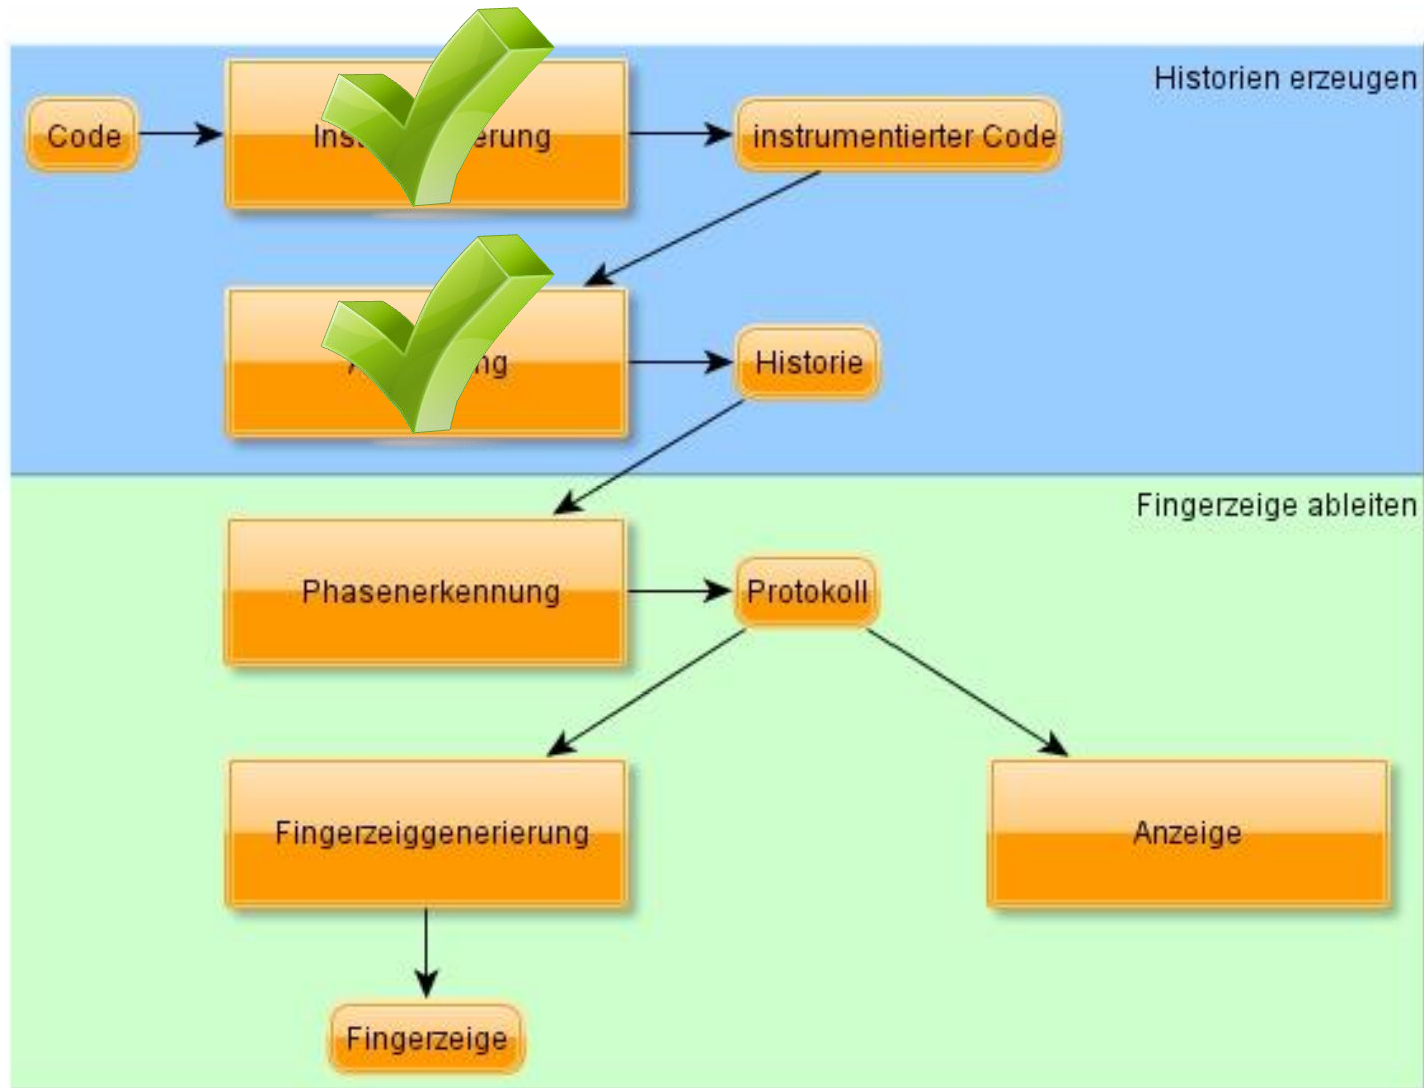 Historien erzeugen
Code
instrumentierter Code
Historie
Fingerzeige ableiten
Phasenerkennung
Protokoll
Fingerzeiggenerierung
Anzeige
Fingerzeige